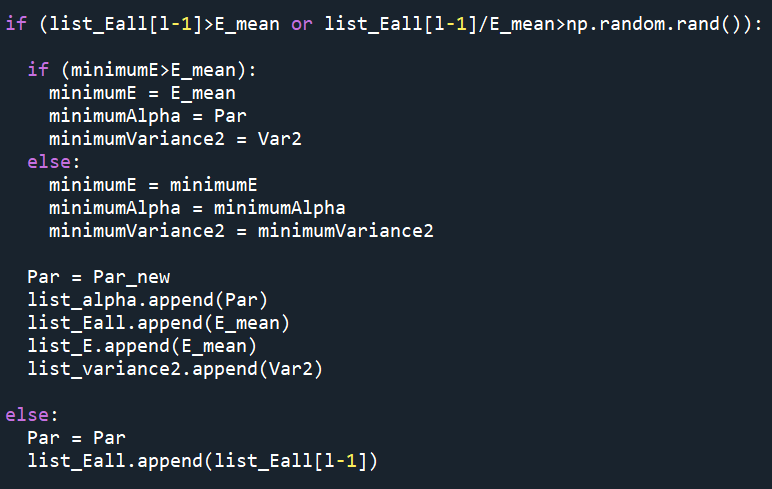 if (list_Eall[l-1]>E_mean or list_Eall[l-1]/E_mean>np.random.rand()):
if (minimumE>E_mean):
minimumE = E_mean
minimumAlpha = Par
minimumVariance2 = Var2
else:
minimumE = minimumE
minimumAlpha = minimumAlpha
minimumVariance2 = minimumVariance2
Par = Par_new
list_alpha.append(Par)
list_Eall.append(E_mean)
list_E.append(E_mean)
list_variance2.append(Var2)
else:
Par = Par
list_Eall.append(list_Eall[l-1])